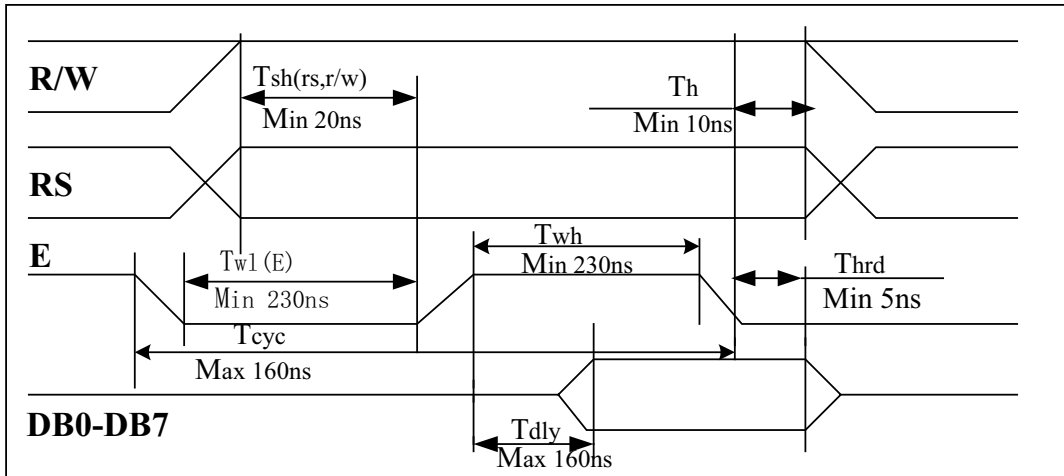 R/W
Tsh(rs,r/w)
Min 20ns
Th
Min 10ns
RS
E
Twl(E)
Min 230ns
Twh
Min 230ns
Thrd
Min 5ns
Tcyc
Max 160ns
DB0-DB7
Tdly
Max 160ns